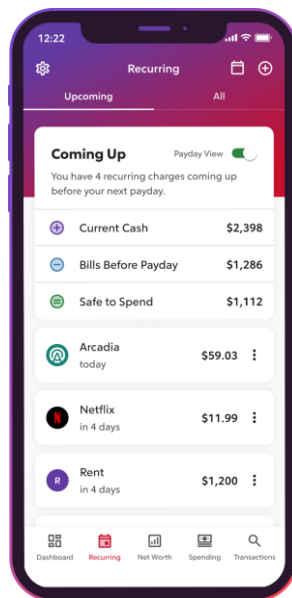 12:22
Recurring
Upcoming
All
Coming Up
Payday View
You have 4 recurring charges coming up
before your next payday.
Current Cash $2,398
Bills Before Payday $1,286
Safe to Spend $1,112
Arcadia
today
$59.03
N
Netflix
in 4 days
$11.99
R
Rent
in 4 days
$1,200
Dashboard Recurring Net Worth Spending Transactions